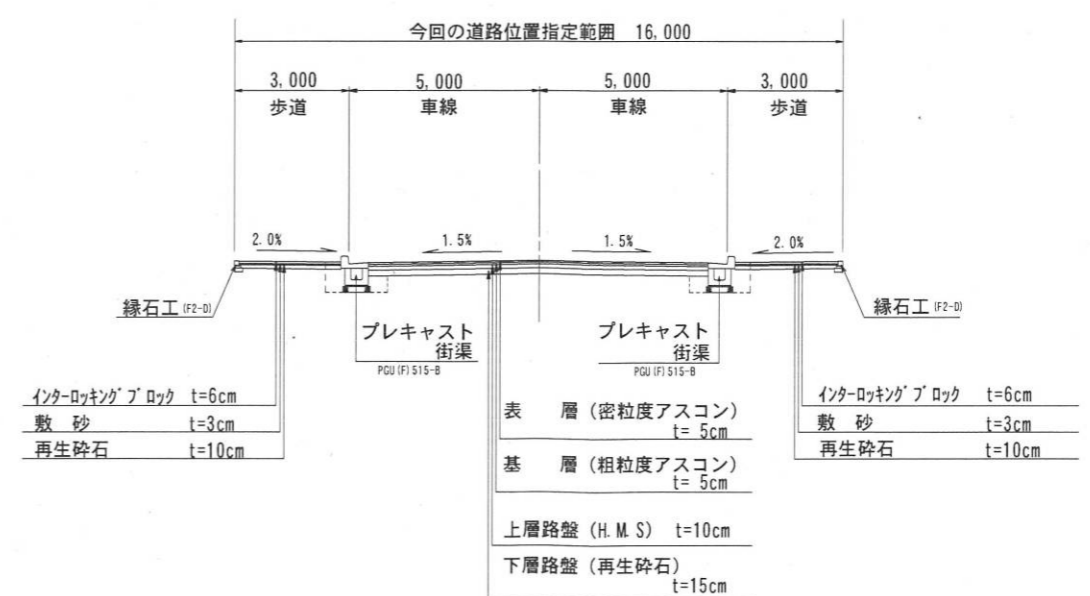 今回の道路位置指定範囲 16,000
3,000 5,000 5,000 3,000
歩道 車線 車線 歩道
2.0% 1.5% 1.5% 2.0%
縁石工(F2-D) 縁石工(F2-D)
プレキャスト プレキャスト
街渠 街渠
PGU(F)515-B PGU(F)515-B
インターロッキングブロック t=6cm
敷 砂 t=3cm
再生砕石 t=10cm
表 層(密粒度アスコン)
t= 5cm
基 層(粗粒度アスコン)
t= 5cm
上層路盤(H.M.S) t=10cm
下層路盤(再生砕石)
t=15cm
インターロッキングブロック t=6cm
敷 砂 t=3cm
再生砕石 t=10cm